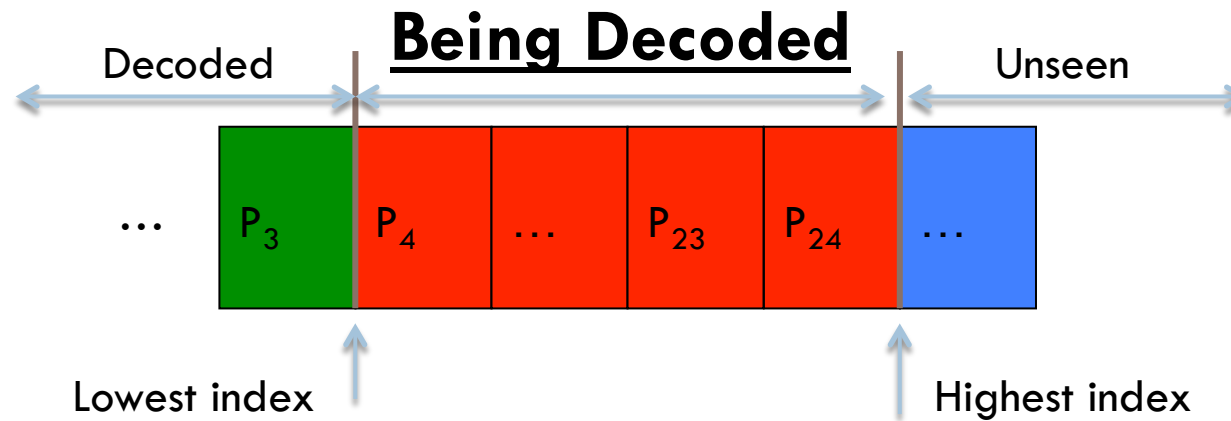 Being Decoded
Decoded
Unseen
... P₃ P₄ ... P₂₃ P₂₄ ...
Lowest index
Highest index